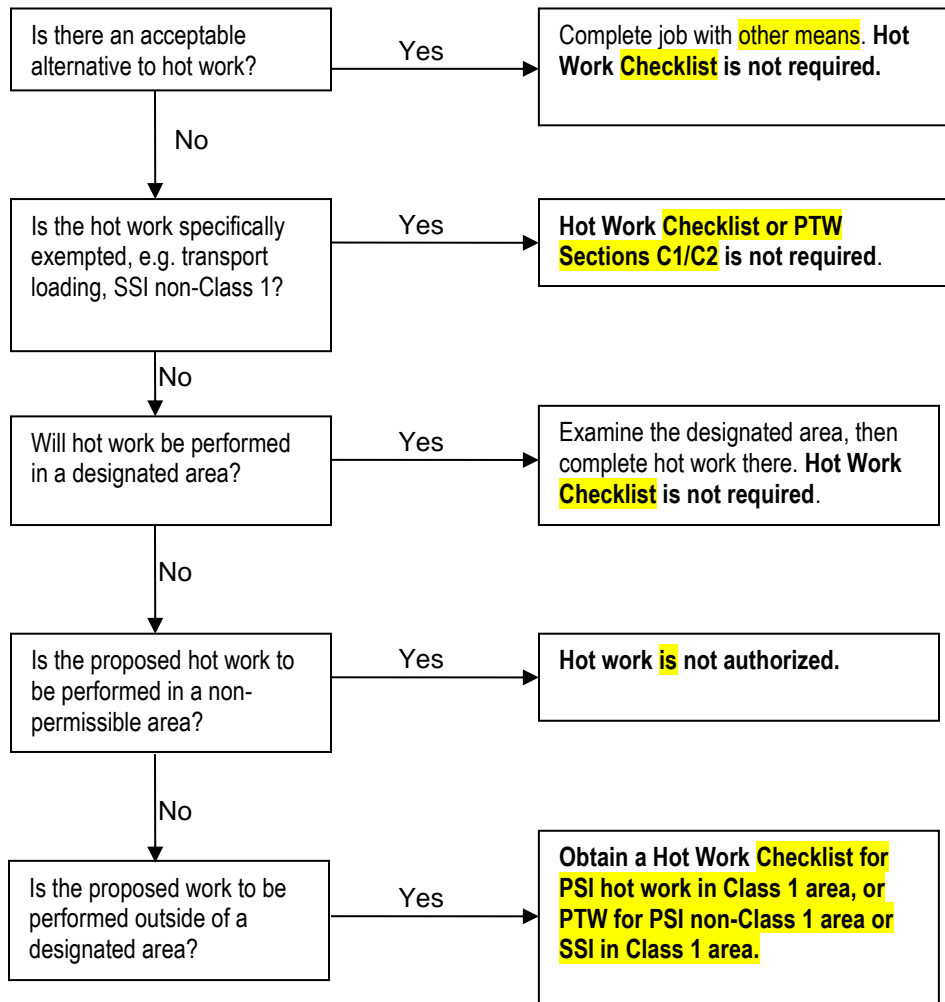 Is there an acceptable
alternative to hot work?
Yes
Complete job with other means. Hot
Work Checklist is not required.
No
Is the hot work specifically
exempted, e.g. transport
loading, SSI non-Class 1?
Yes
Hot Work Checklist or PTW
Sections C1/C2 is not required.
No
Will hot work be performed
in a designated area?
Yes
Examine the designated area, then
complete hot work there. Hot Work
Checklist is not required.
No
Is the proposed hot work to
be performed in a non-
permissible area?
Yes
Hot work is not authorized.
No
Is the proposed work to be
performed outside of a
designated area?
Yes
Obtain a Hot Work Checklist for
PSI hot work in Class 1 area, or
PTW for PSI non-Class 1 area or
SSI in Class 1 area.